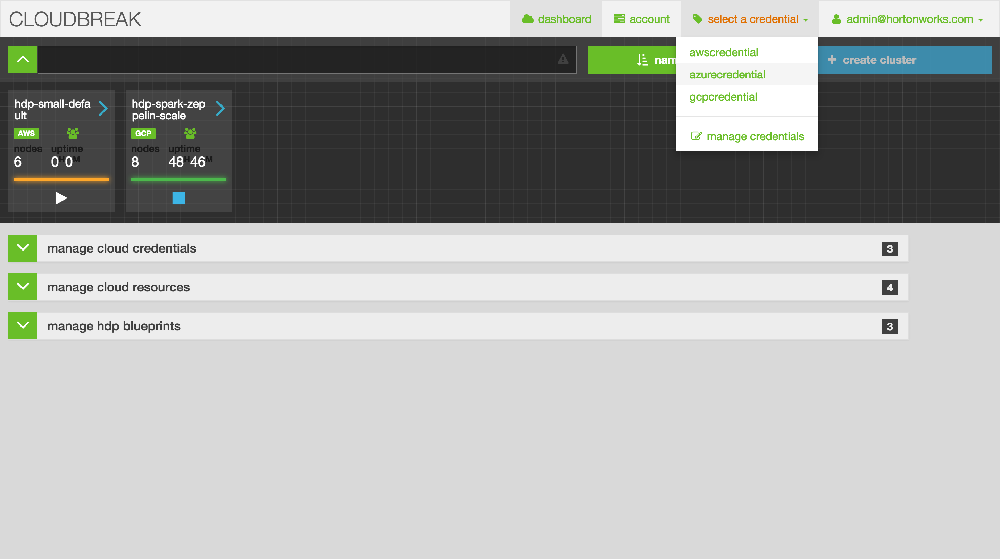 CLOUDBREAK
dashboard
account
select a credential
admin@hortonworks.com
awscredential
azurecredential
gcpcredential
manage credentials
create cluster
hdp-small-defa
ult
AWS
nodes uptime
6 0H0M
hdp-spark-zep
pelin-scale
GCP
nodes uptime
8 48H46M
manage cloud credentials 3
manage cloud resources 4
manage hdp blueprints 3